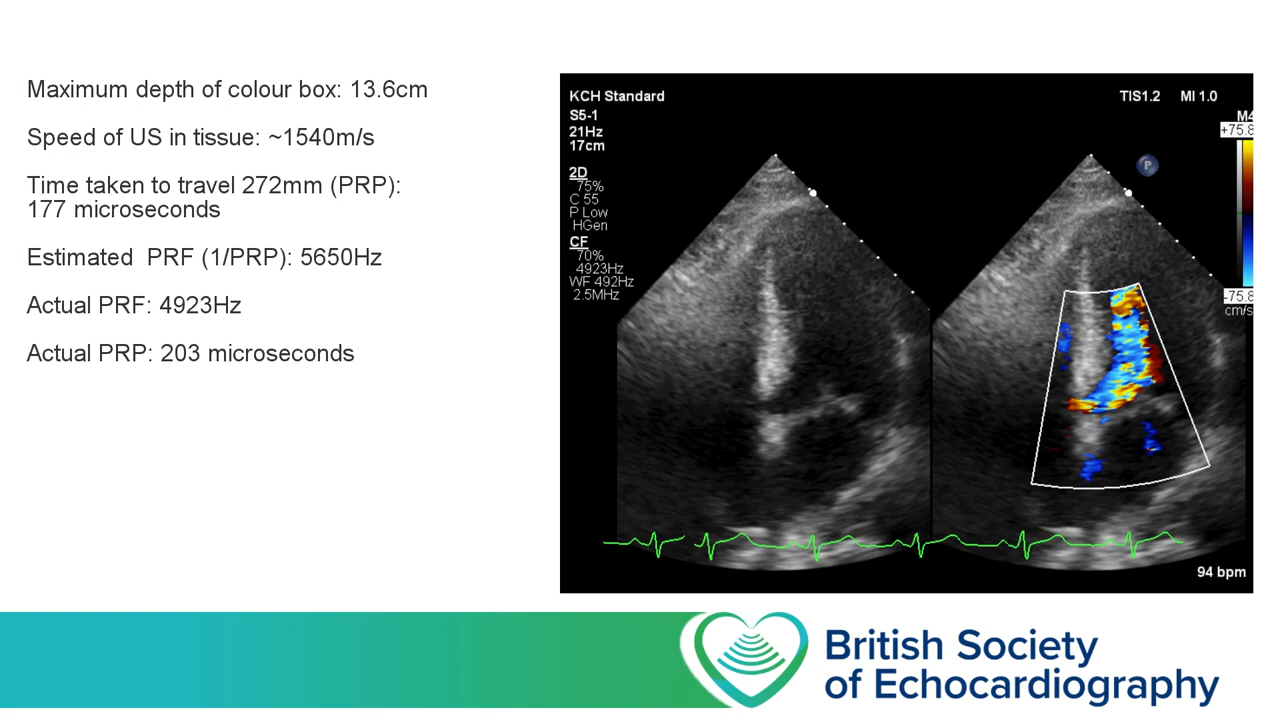 Maximum depth of colour box: 13.6cm
Speed of US in tissue: ~1540m/s
Time taken to travel 272mm (PRP):
177 microseconds
Estimated  PRF (1/PRP): 5650Hz
Actual PRF: 4923Hz
Actual PRP: 203 microseconds
KCH Standard
TIS1.2 MI 1.0
S5-1
21Hz
17cm
2D
75%
C 55
P Low
HGen
CF
70%
4923Hz
WF 492Hz
2.5MHz
P
M4
+75.8
-75.8
cm/s
94 bpm
British Society
of Echocardiography